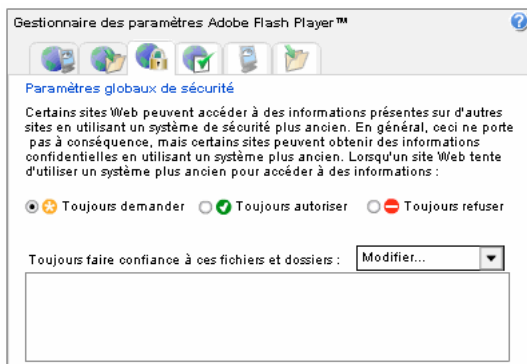 Gestionnaire des paramètres Adobe Flash Player™
?
Paramètres globaux de sécurité
Certains sites Web peuvent accéder à des informations présentes sur d'autres
sites en utilisant un système de sécurité plus ancien. En général, ceci ne porte
pas à conséquence, mais certains sites peuvent obtenir des informations
confidentielles en utilisant un système plus ancien. Lorsqu'un site Web tente
d'utiliser un système plus ancien pour accéder à des informations :
Toujours demander Toujours autoriser Toujours refuser
Toujours faire confiance à ces fichiers et dossiers : Modifier...